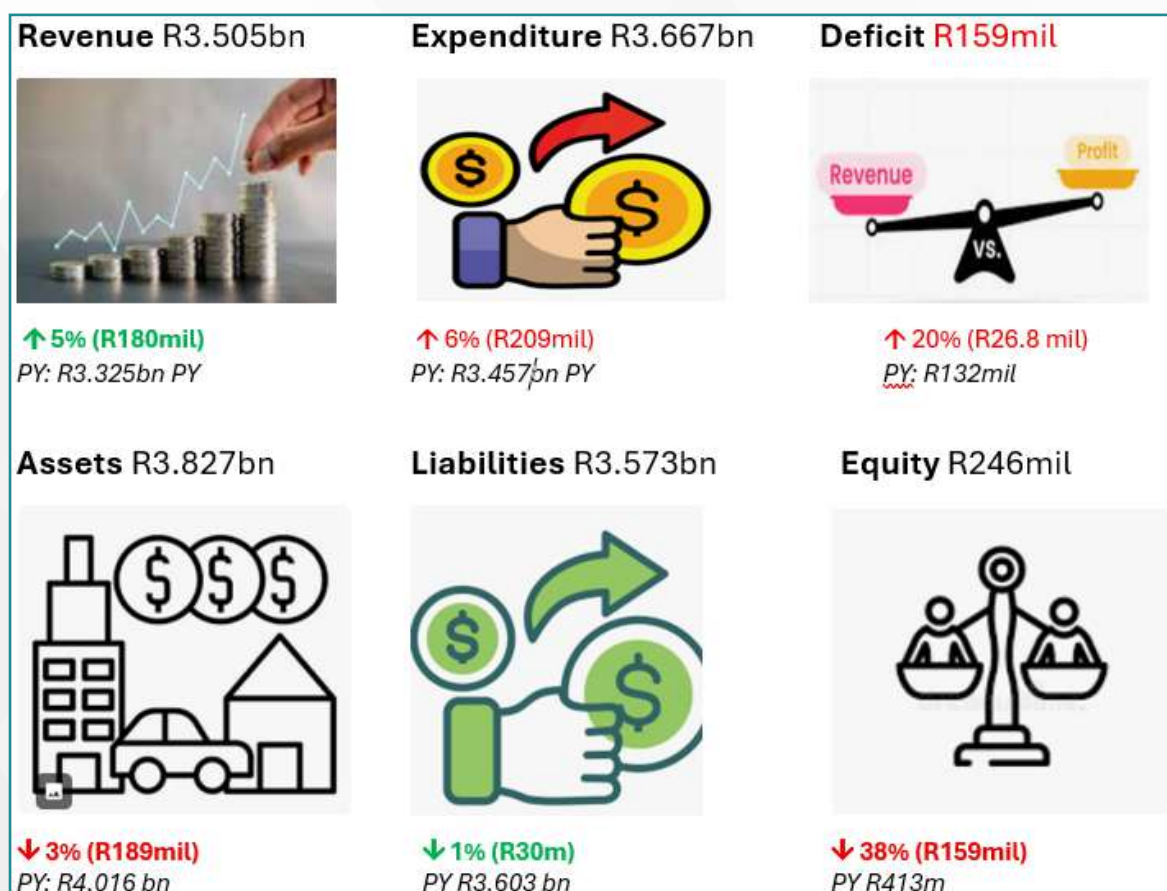 Revenue R3.505bn
Expenditure R3.667bn
Deficit R159mil
Revenue
Profit
VS.
$
$
↑ 5% (R180mil)
PY: R3.325bn PY
↑ 6% (R209mil)
PY: R3.457bn PY
↑ 20% (R26.8 mil)
PY: R132mil
Assets R3.827bn
Liabilities R3.573bn
Equity R246mil
$ $ $
$
$
↓ 3% (R189mil)
PY: R4.016 bn
↓ 1% (R30m)
PY R3.603 bn
↓ 38% (R159mil)
PY R413m